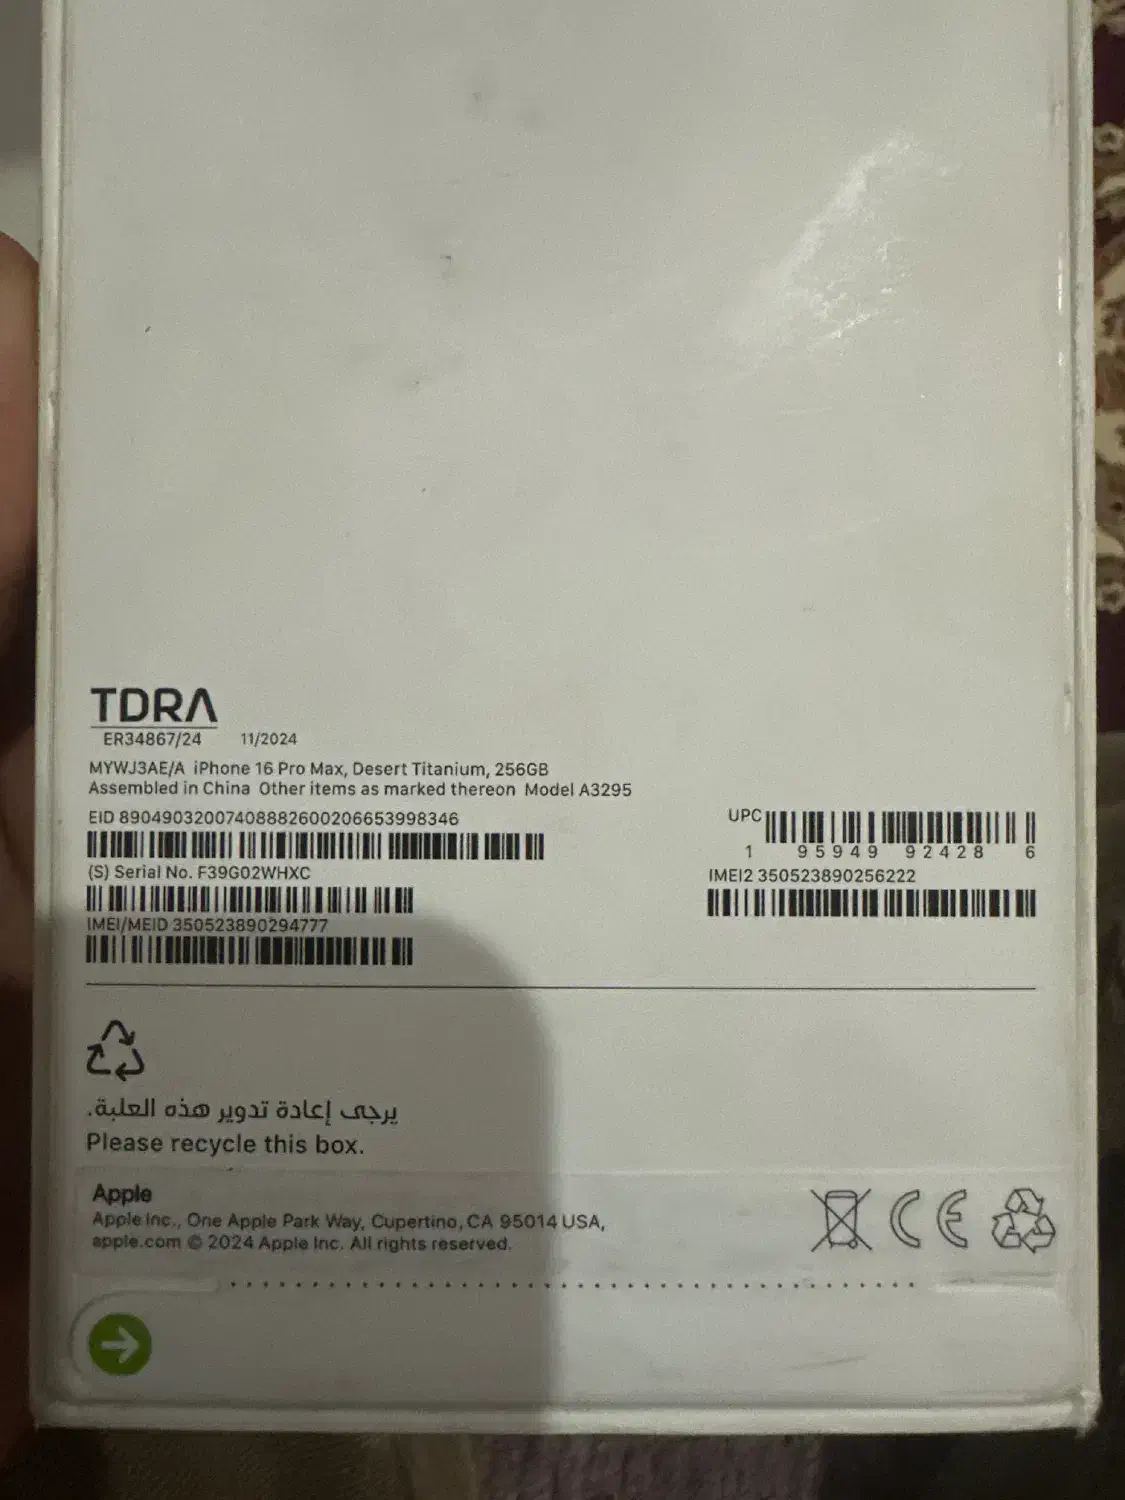 TDRA
ER34867/24 11/2024
MYWJ3AE/A iPhone 16 Pro Max, Desert Titanium, 256GB
Assembled in China Other items as marked thereon Model A3295
EID 89049032007408882600206653998346
UPC
1 95949 92428 6
(S) Serial No. F39G02WHXC
IMEI2 350523890256222
IMEI/MEID 350523890294777
يرجى إعادة تدوير هذه العلبة.
Please recycle this box.
Apple
Apple Inc., One Apple Park Way, Cupertino, CA 95014 USA,
apple.com © 2024 Apple Inc. All rights reserved.
CE